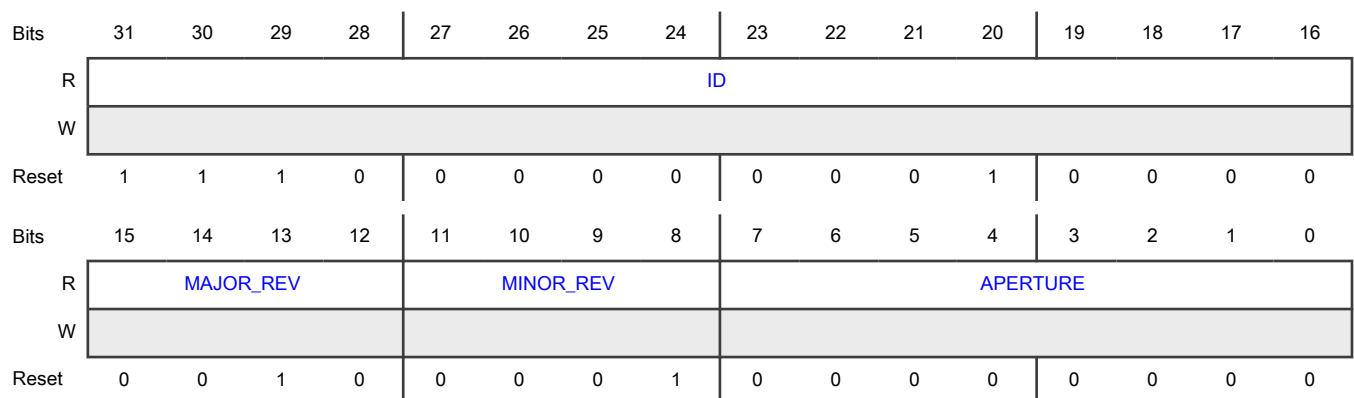 Bits 31 30 29 28 27 26 25 24 23 22 21 20 19 18 17 16
R ID
W
Reset 1 1 1 0 0 0 0 0 0 0 0 1 0 0 0 0
Bits 15 14 13 12 11 10 9 8 7 6 5 4 3 2 1 0
R MAJOR_REV MINOR_REV APERTURE
W
Reset 0 0 1 0 0 0 0 1 0 0 0 0 0 0 0 0